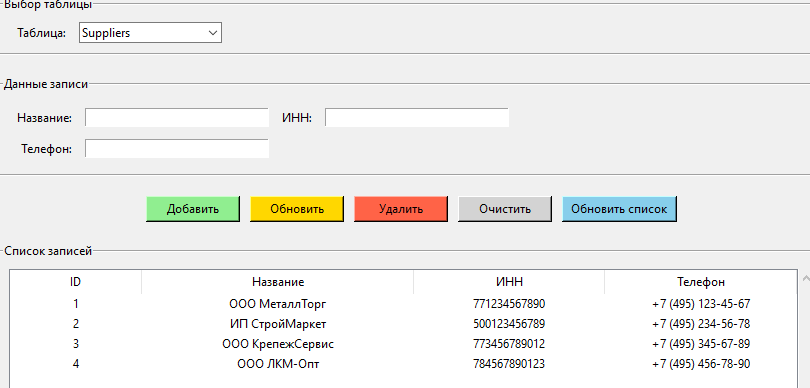 Выбор таблицы
Таблица: Suppliers
Данные записи
Название: ИНН:
Телефон:
Добавить Обновить Удалить Очистить Обновить список
Список записей
ID Название ИНН Телефон
1 ООО МеталлТорг 771234567890 +7 (495) 123-45-67
2 ИП СтройМаркет 500123456789 +7 (495) 234-56-78
3 ООО КрепежСервис 773456789012 +7 (495) 345-67-89
4 ООО ЛКМ-Опт 784567890123 +7 (495) 456-78-90